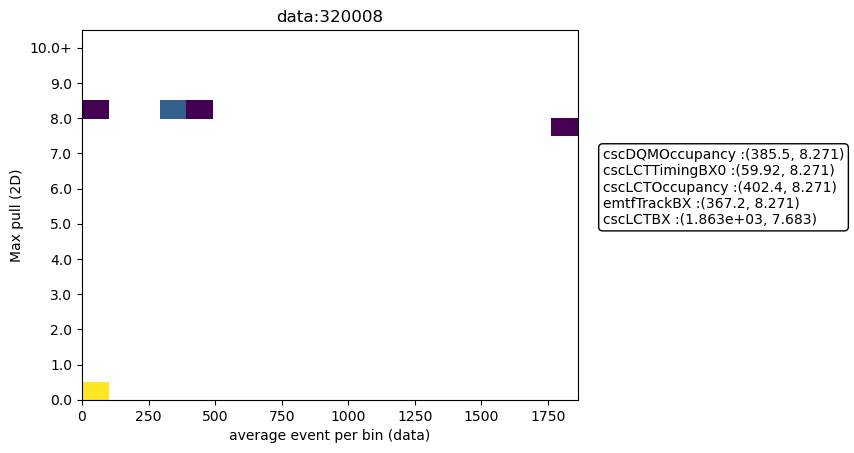 data:320008
10.0+
9.0
8.0
7.0
6.0
5.0
4.0
3.0
2.0
1.0
0.0
Max pull (2D)
0 250 500 750 1000 1250 1500 1750
average event per bin (data)
cscDQMOccupancy :(385.5, 8.271)
cscLCTTimingBX0 :(59.92, 8.271)
cscLCTOccupancy :(402.4, 8.271)
emtfTrackBX :(367.2, 8.271)
cscLCTBX :(1.863e+03, 7.683)